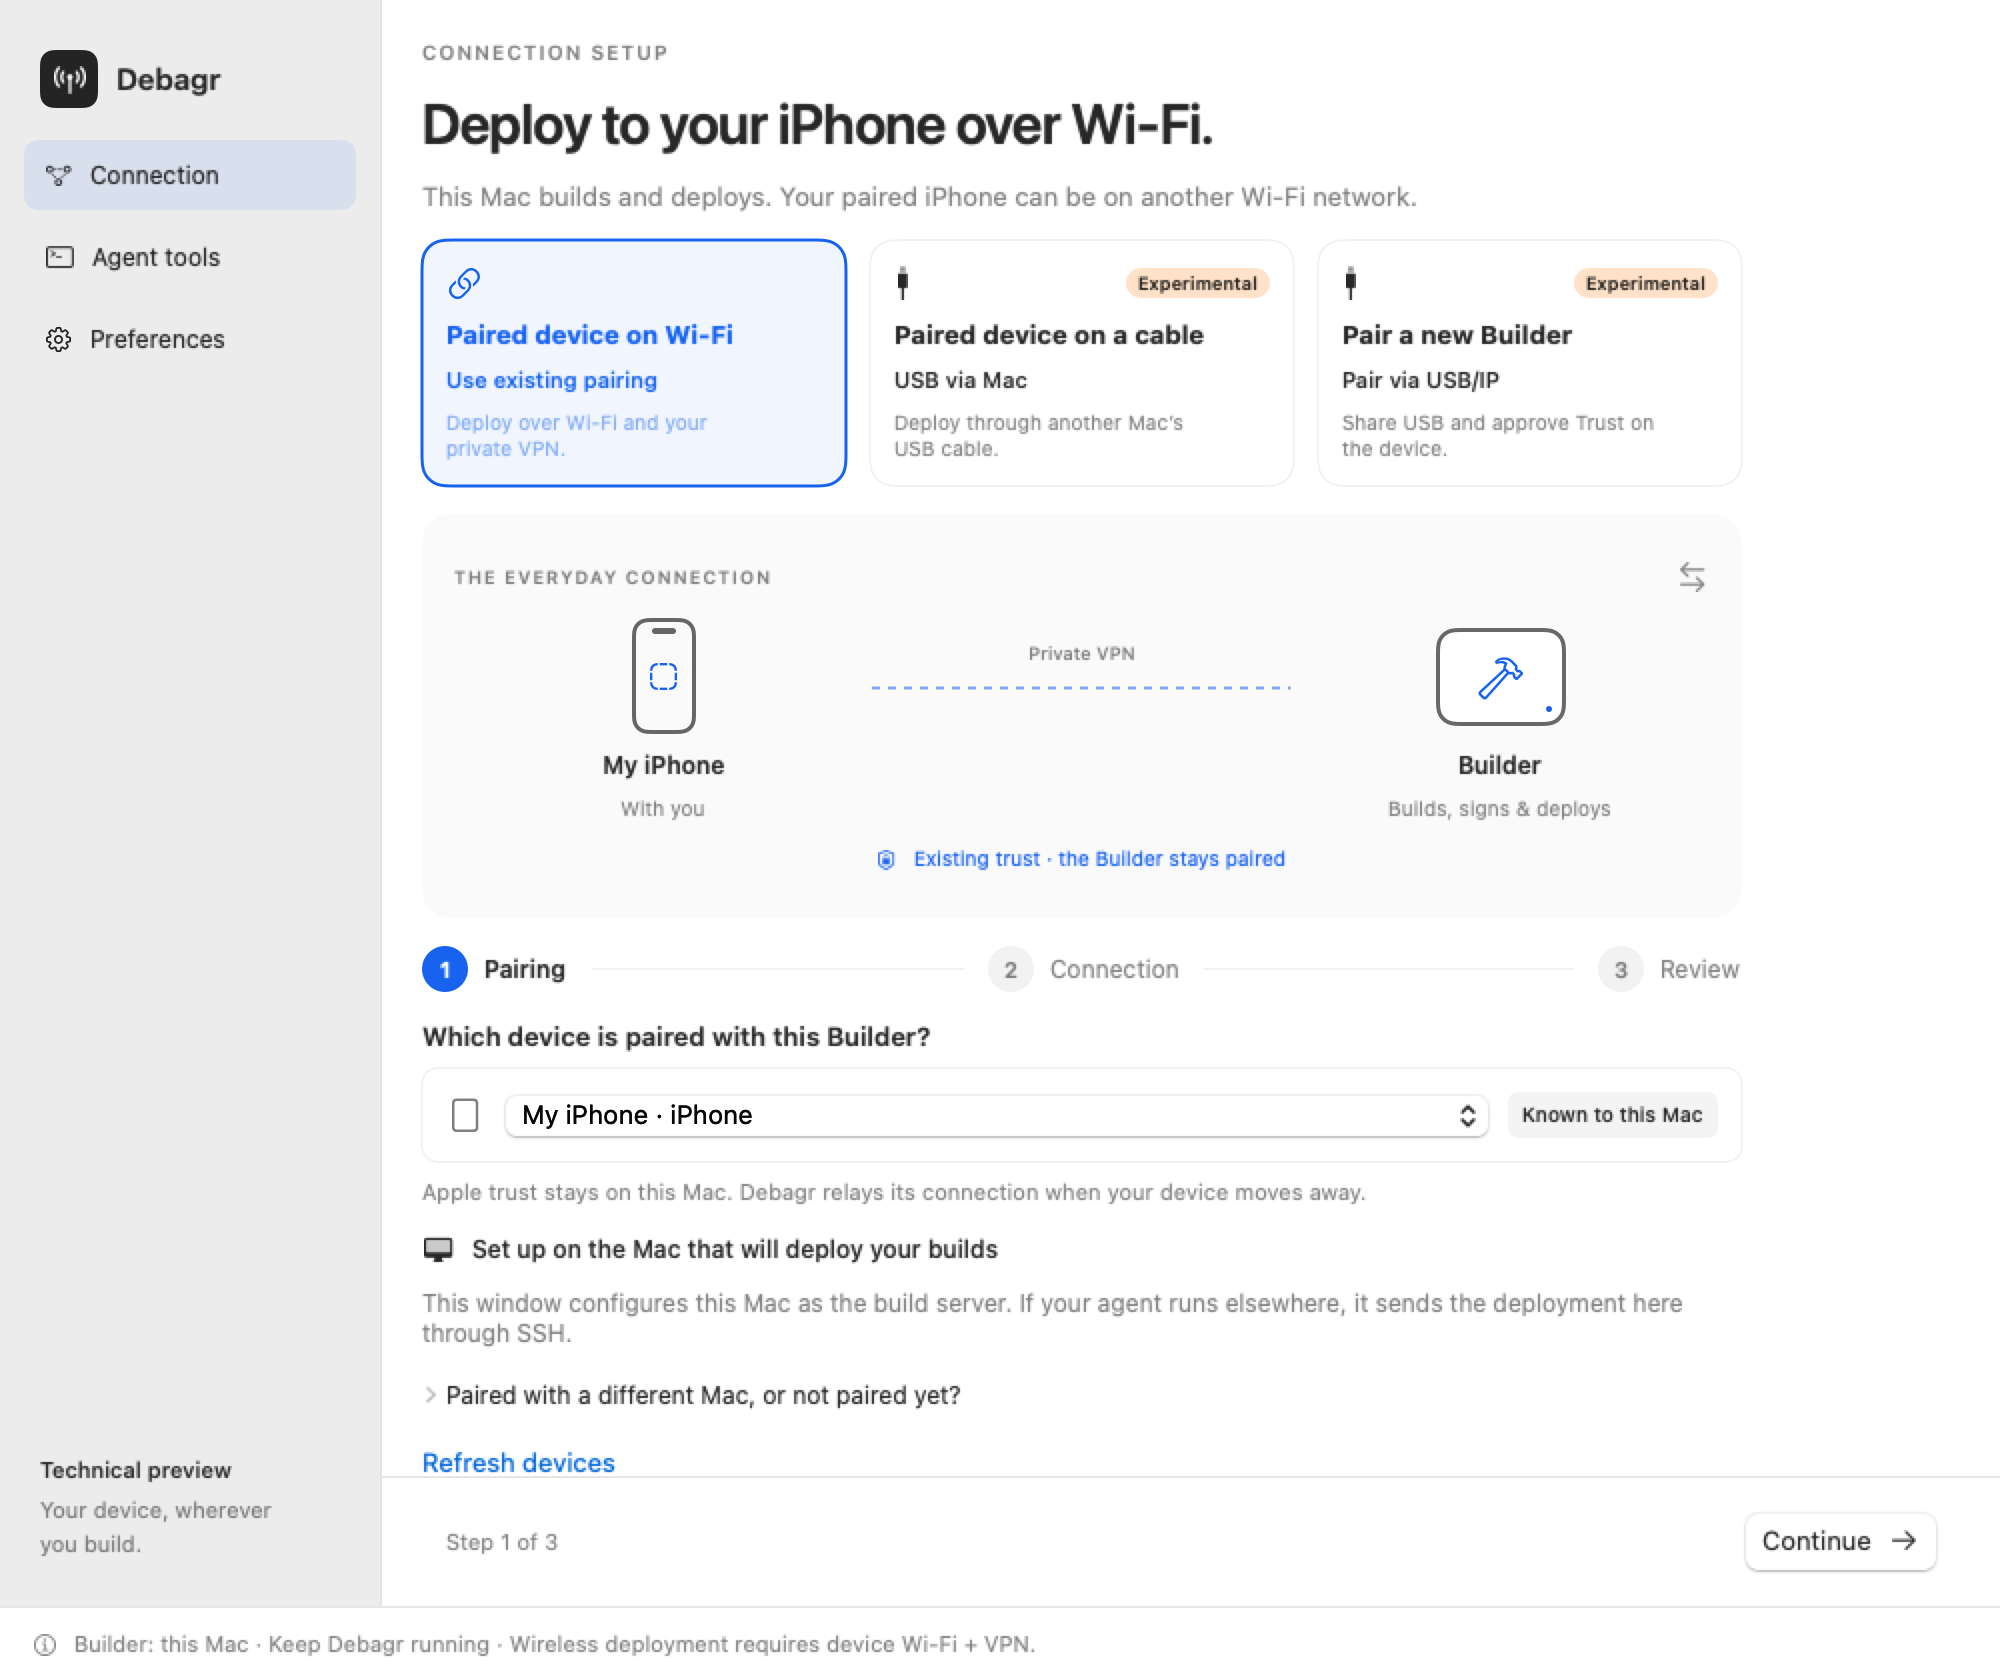 Debagr
Connection
Agent tools
Preferences
Technical preview
Your device, wherever
you build.
CONNECTION SETUP
Deploy to your iPhone over Wi-Fi.
This Mac builds and deploys. Your paired iPhone can be on another Wi-Fi network.
Paired device on Wi-Fi
Use existing pairing
Deploy over Wi-Fi and your
private VPN.
Experimental
Paired device on a cable
USB via Mac
Deploy through another Mac's
USB cable.
Experimental
Pair a new Builder
Pair via USB/IP
Share USB and approve Trust on
the device.
THE EVERYDAY CONNECTION
Private VPN
My iPhone
With you
Builder
Builds, signs & deploys
Existing trust · the Builder stays paired
1 Pairing
2 Connection
3 Review
Which device is paired with this Builder?
My iPhone · iPhone
Known to this Mac
Apple trust stays on this Mac. Debagr relays its connection when your device moves away.
Set up on the Mac that will deploy your builds
This window configures this Mac as the build server. If your agent runs elsewhere, it sends the deployment here
through SSH.
Paired with a different Mac, or not paired yet?
Refresh devices
Step 1 of 3
Continue →
Builder: this Mac · Keep Debagr running · Wireless deployment requires device Wi-Fi + VPN.